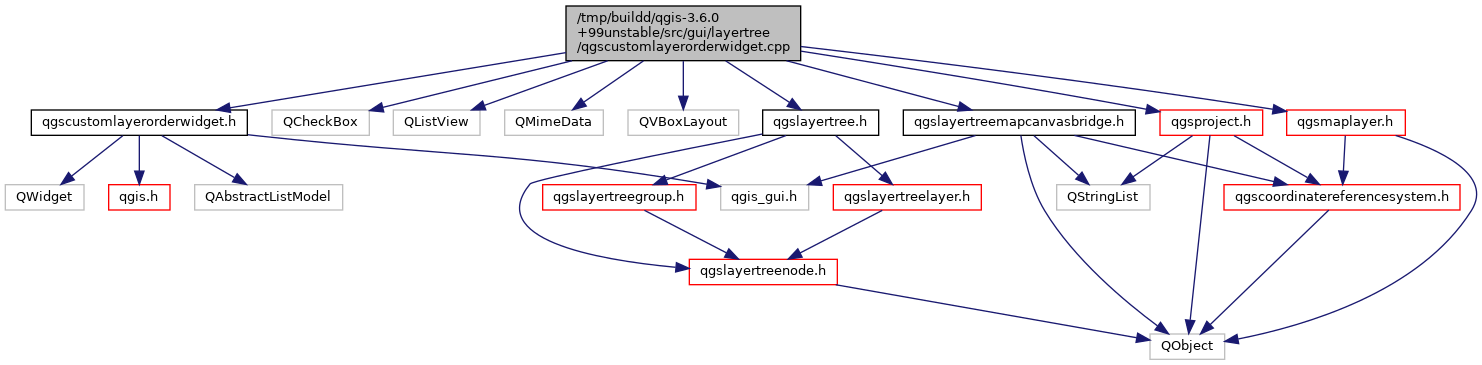 /tmp/buildd/qgis-3.6.0
+99unstable/src/gui/layertree
/qgscustomlayerorderwidget.cpp
qgscustomlayerorderwidget.h
QCheckBox
QListView
QMimeData
QVBoxLayout
qgslayertree.h
qgslayertreemapcanvasbridge.h
qgsproject.h
qgsmaplayer.h
QWidget
qgis.h
QAbstractListModel
qgslayertreegroup.h
qgis_gui.h
qgslayertreelayer.h
QStringList
qgscoordinatereferencesystem.h
qgslayertreenode.h
QObject